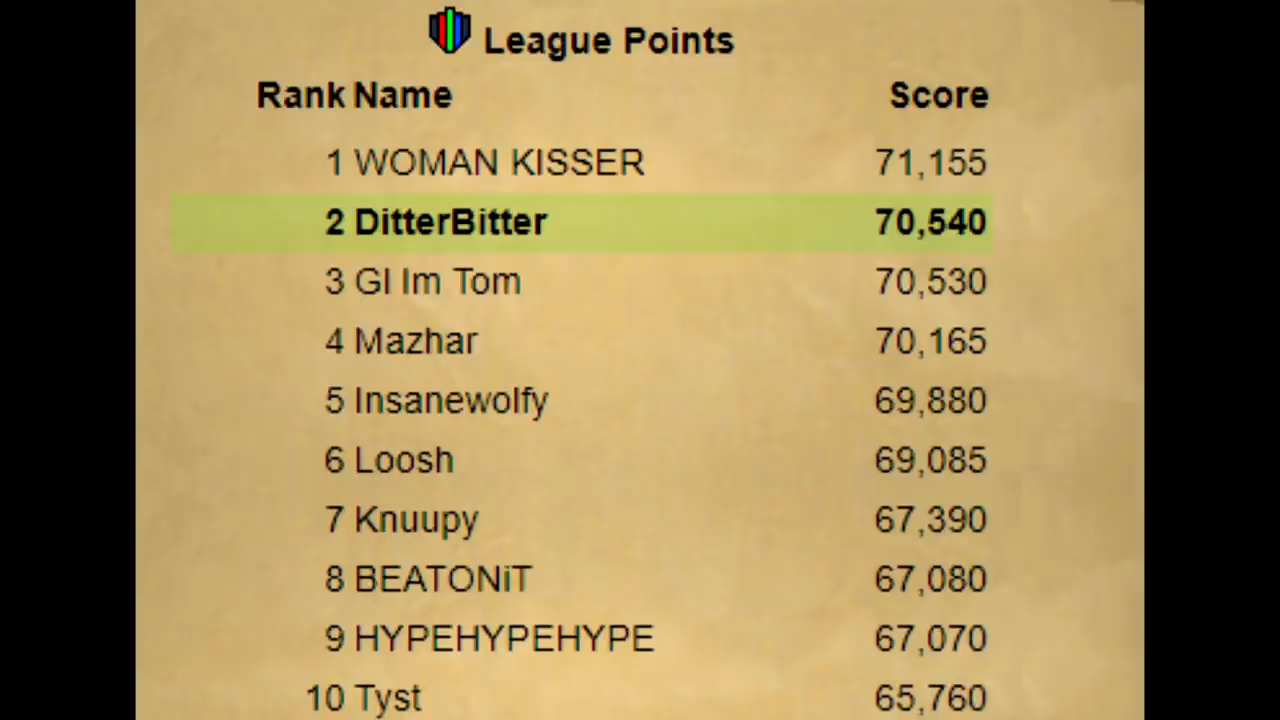 League Points
Rank Name Score
1 WOMAN KISSER 71,155
2 DitterBitter 70,540
3 GI Im Tom 70,530
4 Mazhar 70,165
5 Insanewolfy 69,880
6 Loosh 69,085
7 Knuupy 67,390
8 BEATONiT 67,080
9 HYPEHYPEHYPE 67,070
10 Tyst 65,760